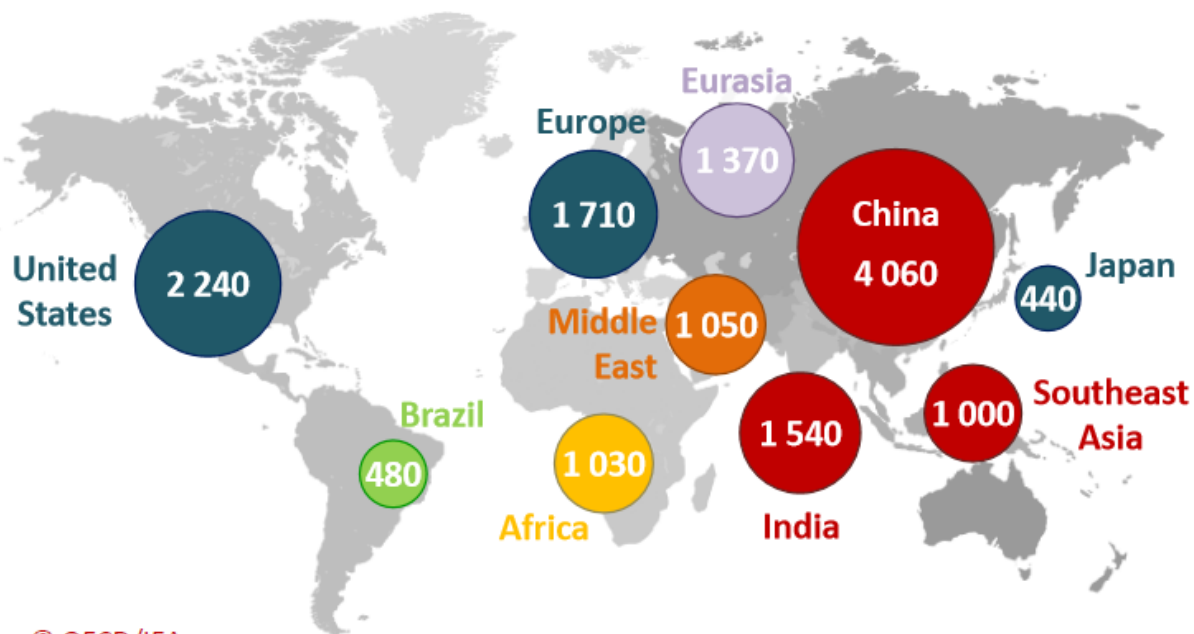 Eurasia
1 370
Europe
1 710
China
4 060
United
States
2 240
Japan
440
Middle
East
1 050
Southeast
Asia
1 000
Brazil
480
1 540
India
1 030
Africa